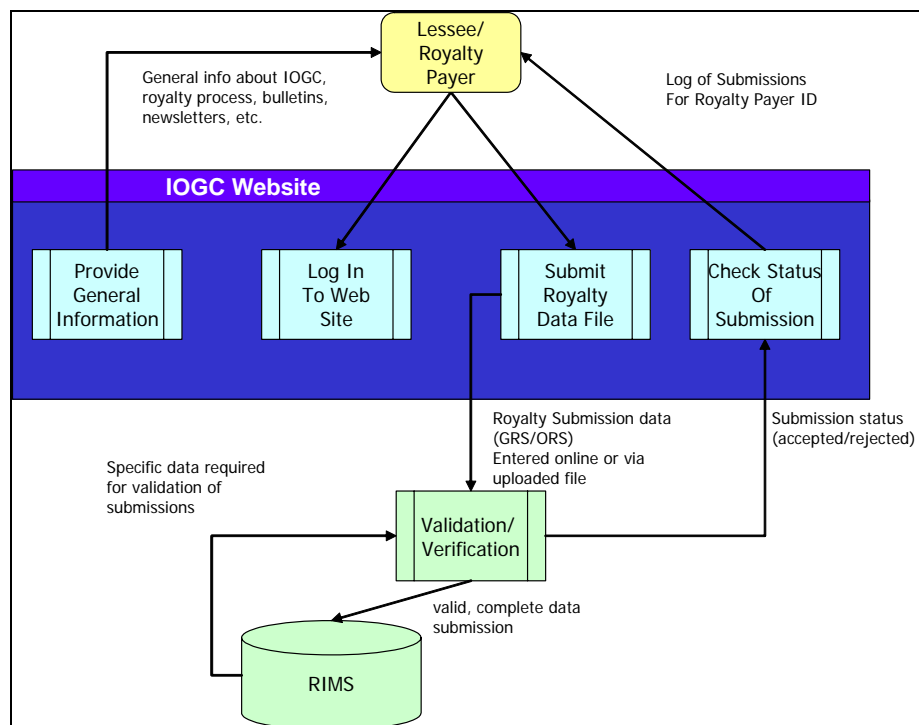 Lessee/
Royalty
Payer
General info about IOGC,
royalty process, bulletins,
newsletters, etc.
Log of Submissions
For Royalty Payer ID
IOGC Website
Provide
General
Information
Log In
To Web
Site
Submit
Royalty
Data File
Check Status
Of
Submission
Royalty Submission data
(GRS/ORS)
Entered online or via
uploaded file
Submission status
(accepted/rejected)
Specific data required
for validation of
submissions
Validation/
Verification
valid, complete data
submission
RIMS